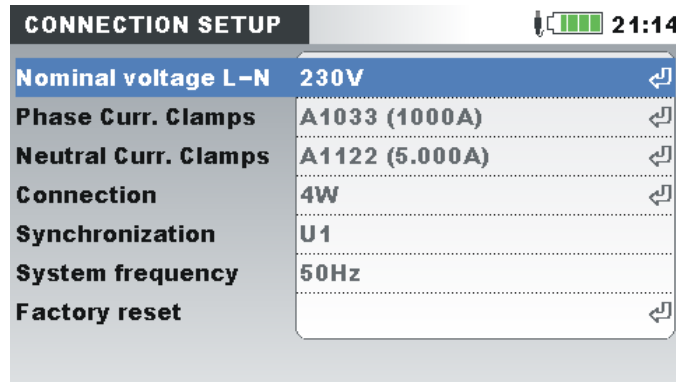 CONNECTION SETUP 21:14
Nominal voltage L-N 230V
Phase Curr. Clamps A1033 (1000A)
Neutral Curr. Clamps A1122 (5.000A)
Connection 4W
Synchronization U1
System frequency 50Hz
Factory reset